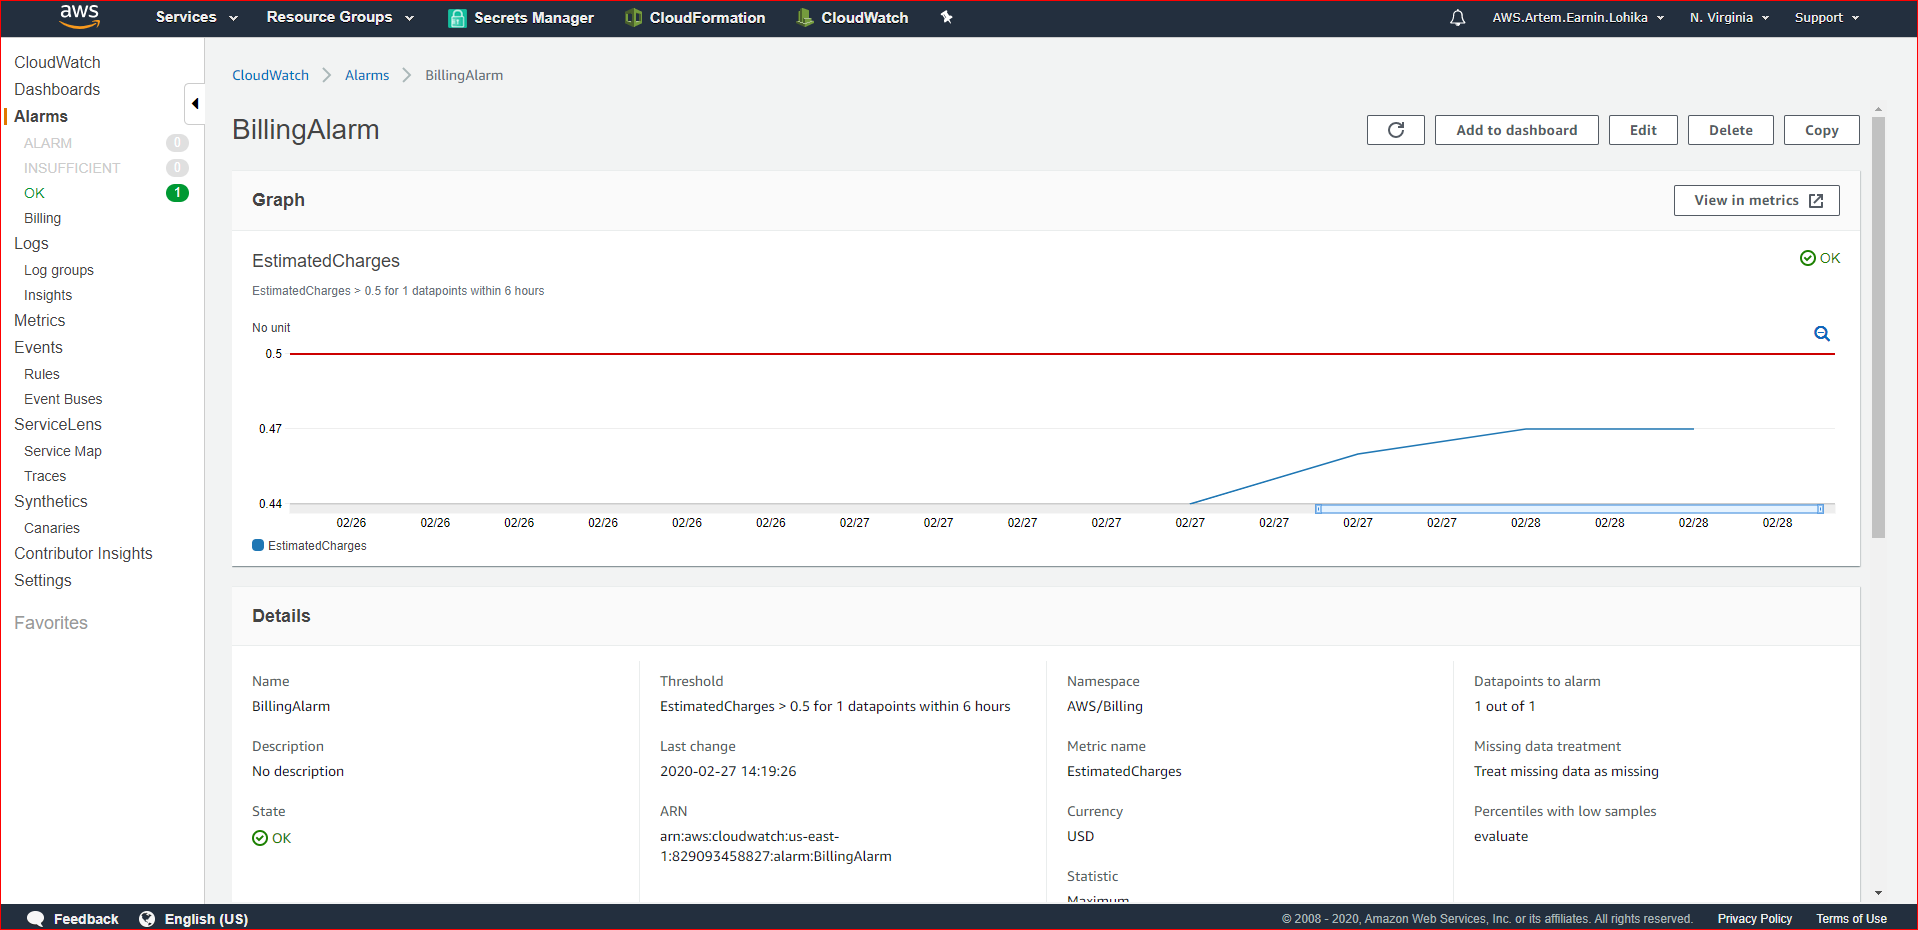 aws Services Resource Groups Secrets Manager CloudFormation CloudWatch AWS.Artem.Earnin.Lohika N. Virginia Support
CloudWatch
Dashboards
Alarms
ALARM 0
INSUFFICIENT 0
OK 1
Billing
Logs
Log groups
Insights
Metrics
Events
Rules
Event Buses
ServiceLens
Service Map
Traces
Synthetics
Canaries
Contributor Insights
Settings
Favorites
CloudWatch Alarms BillingAlarm
BillingAlarm
Add to dashboard Edit Delete Copy
Graph
View in metrics
EstimatedCharges
OK
EstimatedCharges > 0.5 for 1 datapoints within 6 hours
No unit
0.5
0.47
0.44
02/26 02/26 02/26 02/26 02/26 02/26 02/27 02/27 02/27 02/27 02/27 02/27 02/27 02/27 02/28 02/28 02/28 02/28
EstimatedCharges
Details
Name
BillingAlarm
Description
No description
State
OK
Threshold
EstimatedCharges > 0.5 for 1 datapoints within 6 hours
Last change
2020-02-27 14:19:26
ARN
arn:aws:cloudwatch:us-east-
1:829093458827:alarm:BillingAlarm
Namespace
AWS/Billing
Metric name
EstimatedCharges
Currency
USD
Statistic
Maximum
Datapoints to alarm
1 out of 1
Missing data treatment
Treat missing data as missing
Percentiles with low samples
evaluate
Feedback English (US) © 2008 - 2020, Amazon Web Services, Inc. or its affiliates. All rights reserved. Privacy Policy Terms of Use